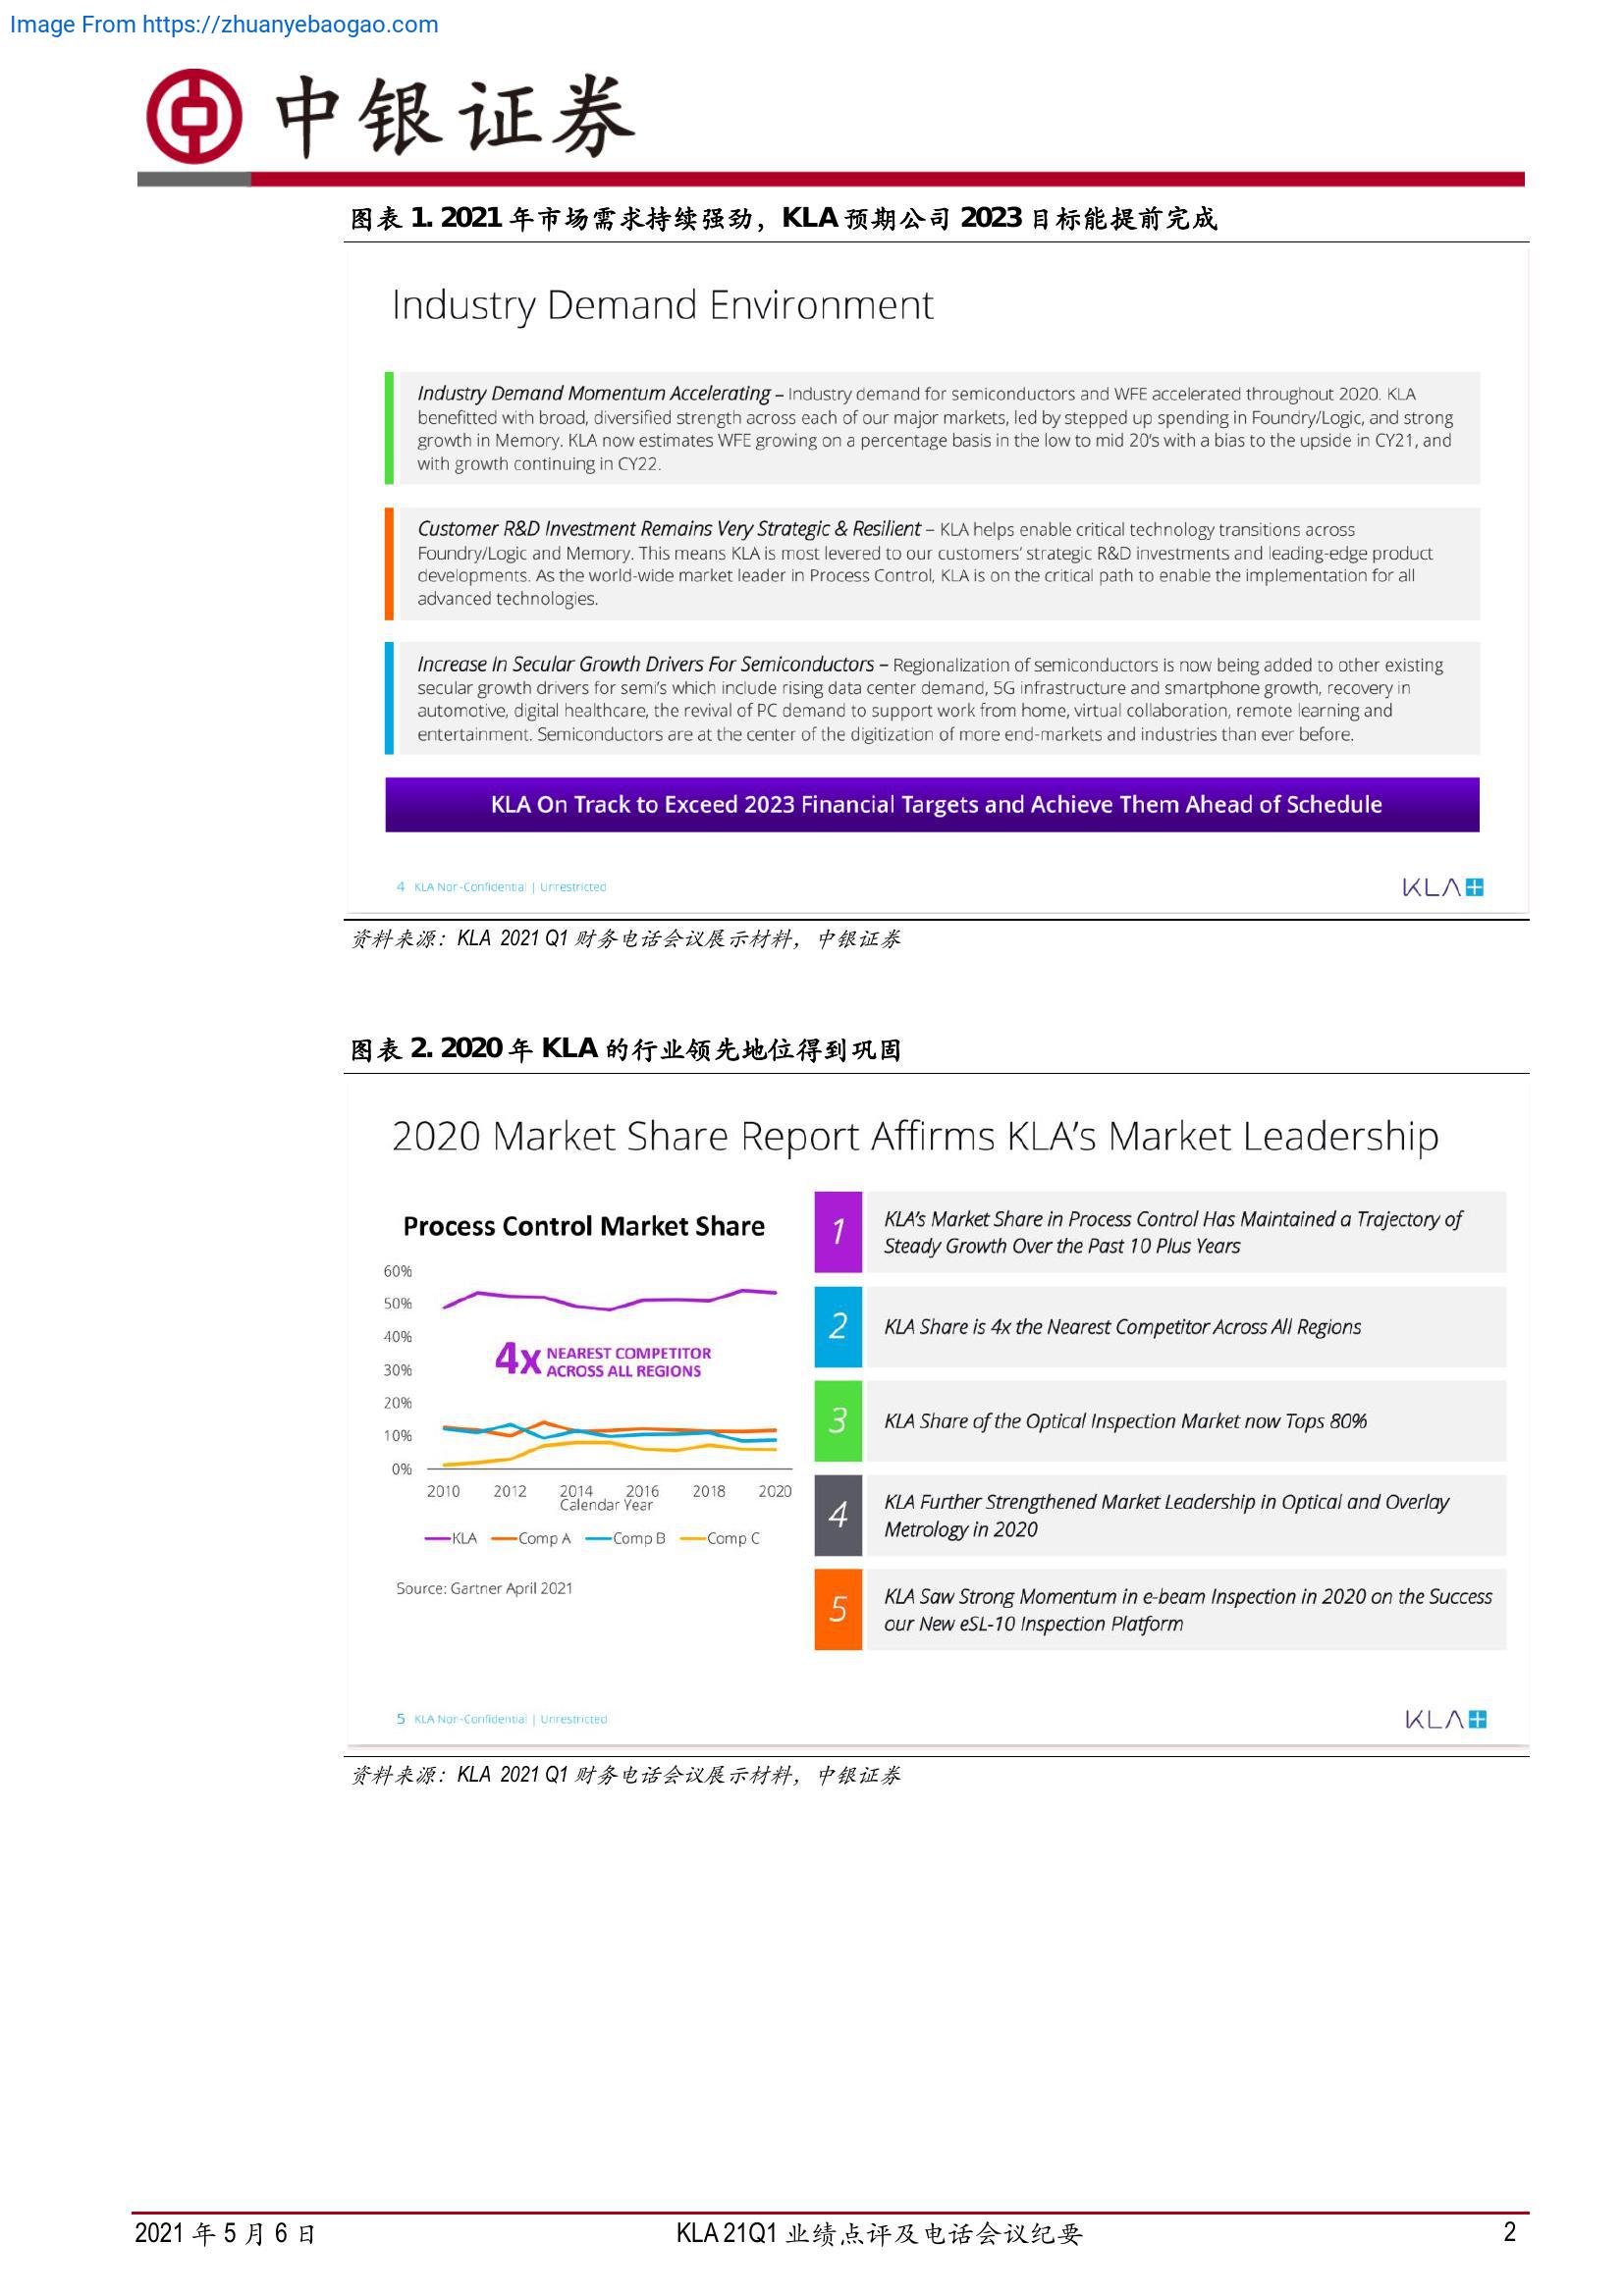 Image From https://zhuanyebaogao.com
中银证券
图表 1. 2021 年市场需求持续强劲，KLA 预期公司 2023 目标能提前完成
Industry Demand Environment
Industry Demand Momentum Accelerating – Industry demand for semiconductors and WFE accelerated throughout 2020. KLA
benefitted with broad, diversified strength across each of our major markets, led by stepped up spending in Foundry/Logic, and strong
growth in Memory. KLA now estimates WFE growing on a percentage basis in the low to mid 20's with a bias to the upside in CY21, and
with growth continuing in CY22.
Customer R&D Investment Remains Very Strategic & Resilient – KLA helps enable critical technology transitions across
Foundry/Logic and Memory. This means KLA is most levered to our customers' strategic R&D investments and leading-edge product
developments. As the world-wide market leader in Process Control, KLA is on the critical path to enable the implementation for all
advanced technologies.
Increase In Secular Growth Drivers For Semiconductors – Regionalization of semiconductors is now being added to other existing
secular growth drivers for semi's which include rising data center demand, 5G infrastructure and smartphone growth, recovery in
automotive, digital healthcare, the revival of PC demand to support work from home, virtual collaboration, remote learning and
entertainment. Semiconductors are at the center of the digitization of more end-markets and industries than ever before.
KLA On Track to Exceed 2023 Financial Targets and Achieve Them Ahead of Schedule
4 KLA Non-Confidential | Unrestricted
KLA+
资料来源：KLA 2021 Q1 财务电话会议展示材料，中银证券
图表 2. 2020 年 KLA 的行业领先地位得到巩固
2020 Market Share Report Affirms KLA's Market Leadership
Process Control Market Share
60%
50%
40%
30%
20%
10%
0%
4x NEAREST COMPETITOR
ACROSS ALL REGIONS
2010 2012 2014 2016 2018 2020
Calendar Year
KLA Comp A Comp B Comp C
Source: Gartner April 2021
1 KLA's Market Share in Process Control Has Maintained a Trajectory of
Steady Growth Over the Past 10 Plus Years
2 KLA Share is 4x the Nearest Competitor Across All Regions
3 KLA Share of the Optical Inspection Market now Tops 80%
4 KLA Further Strengthened Market Leadership in Optical and Overlay
Metrology in 2020
5 KLA Saw Strong Momentum in e-beam Inspection in 2020 on the Success
our New eSL-10 Inspection Platform
5 KLA Non-Confidential | Unrestricted
KLA+
资料来源：KLA 2021 Q1 财务电话会议展示材料，中银证券
2021 年 5 月 6 日 KLA 21Q1 业绩点评及电话会议纪要 2